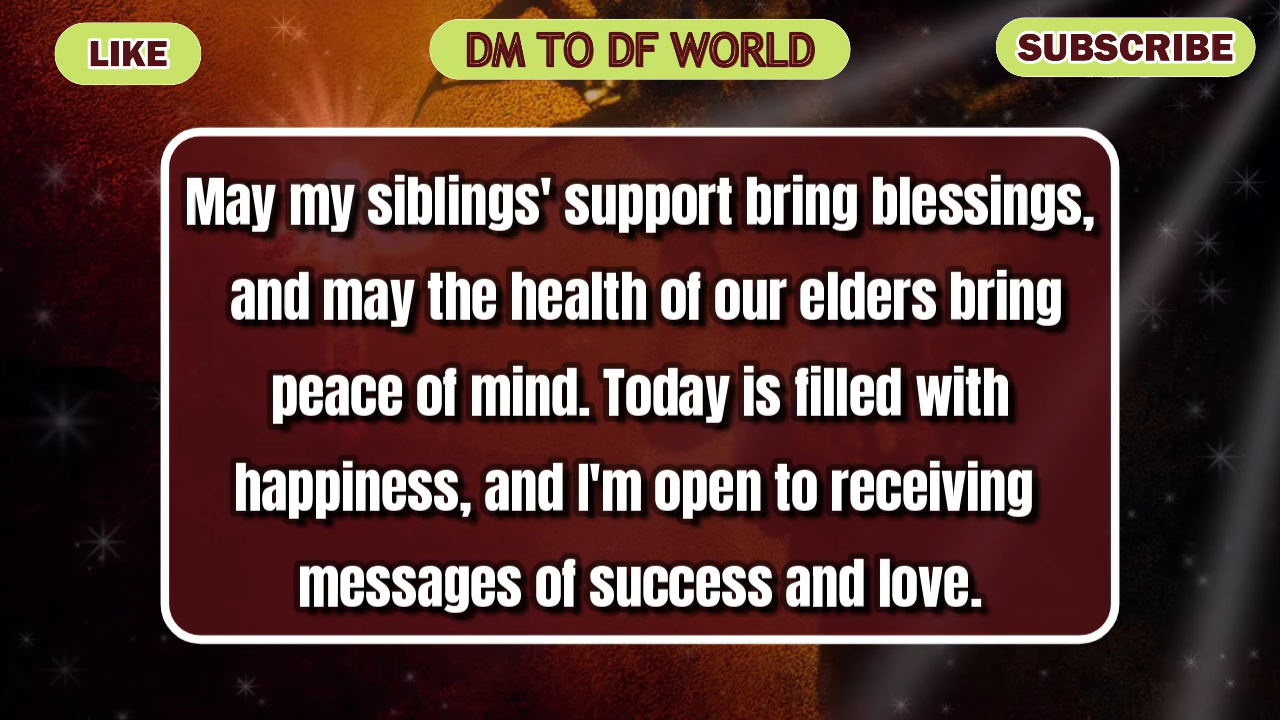 LIKE
DM TO DF WORLD
SUBSCRIBE
May my siblings' support bring blessings,
and may the health of our elders bring
peace of mind. Today is filled with
happiness, and I'm open to receiving
messages of success and love.